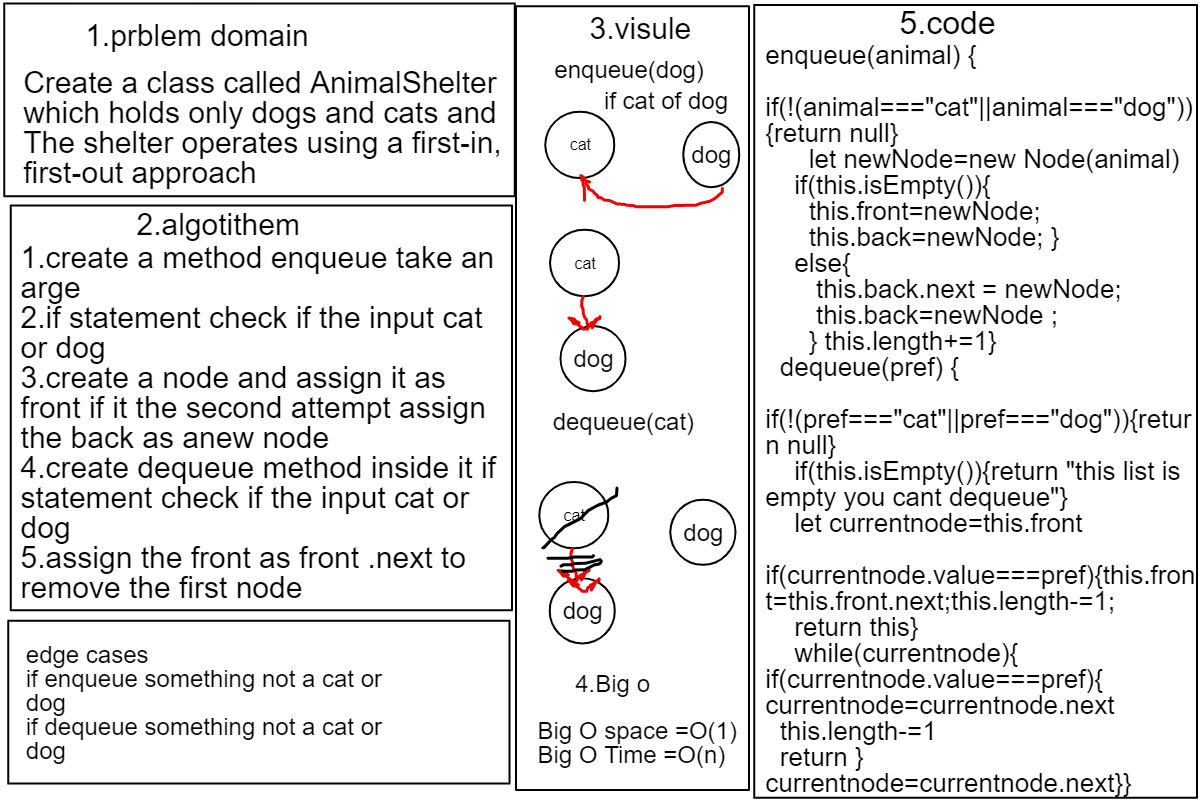 1.prblem domain
Create a class called AnimalShelter
which holds only dogs and cats and
The shelter operates using a first-in,
first-out approach
2.algotithem
1.create a method enqueue take an
arge
2.if statement check if the input cat
or dog
3.create a node and assign it as
front if it the second attempt assign
the back as anew node
4.create dequeue method inside it if
statement check if the input cat or
dog
5.assign the front as front .next to
remove the first node
edge cases
if enqueue something not a cat or
dog
if dequeue something not a cat or
dog
3.visule
enqueue(dog)
if cat of dog
cat
dog
cat
dog
dequeue(cat)
cat
dog
dog
4.Big o
Big O space =O(1)
Big O Time =O(n)
5.code
enqueue(animal) {
if(!(animal==="cat"||animal==="dog"))
{return null}
let newNode=new Node(animal)
if(this.isEmpty()){
this.front=newNode;
this.back=newNode; }
else{
this.back.next = newNode;
this.back=newNode ;
} this.length+=1}
dequeue(pref) {
if(!(pref==="cat"||pref==="dog")){retur
n null}
if(this.isEmpty()){return "this list is
empty you cant dequeue"}
let currentnode=this.front
if(currentnode.value===pref){this.fron
t=this.front.next;this.length-=1;
return this}
while(currentnode){
if(currentnode.value===pref){
currentnode=currentnode.next
this.length-=1
return }
currentnode=currentnode.next}}